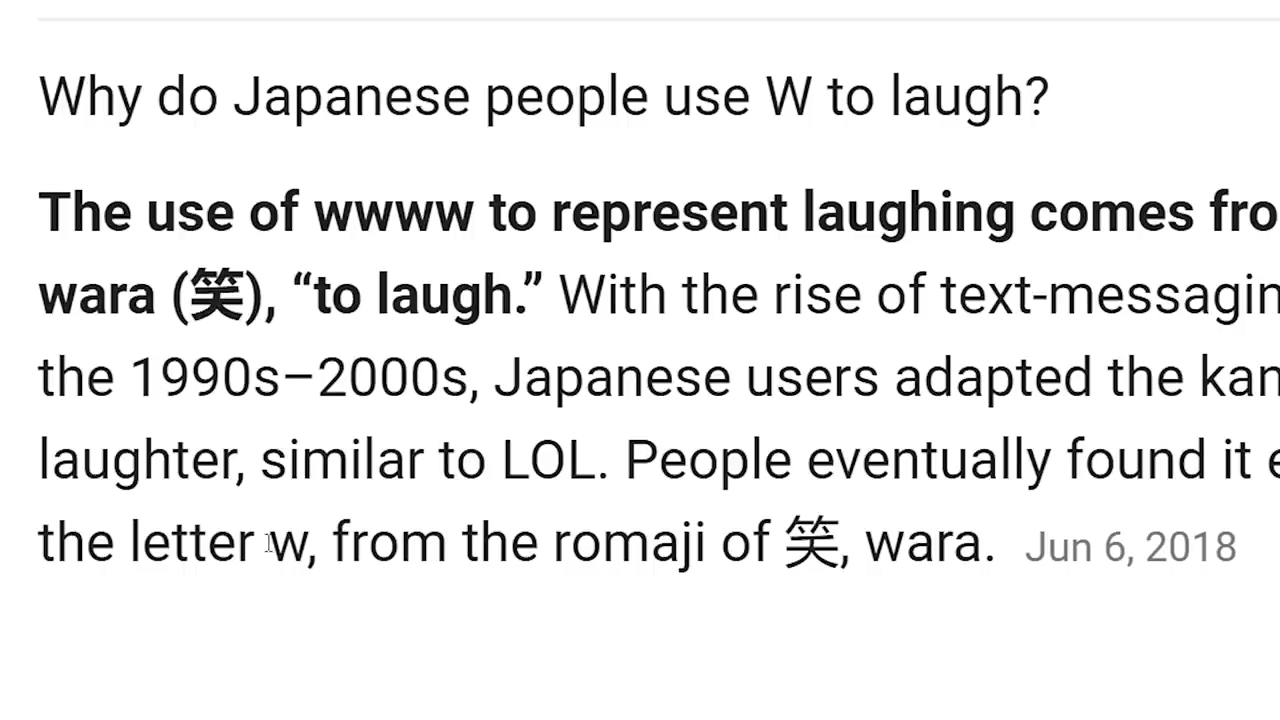 Why do Japanese people use W to laugh?
The use of wwww to represent laughing comes fro
wara (笑), “to laugh.” With the rise of text-messagin
the 1990s–2000s, Japanese users adapted the kan
laughter, similar to LOL. People eventually found it e
the letter w, from the romaji of 笑, wara. Jun 6, 2018